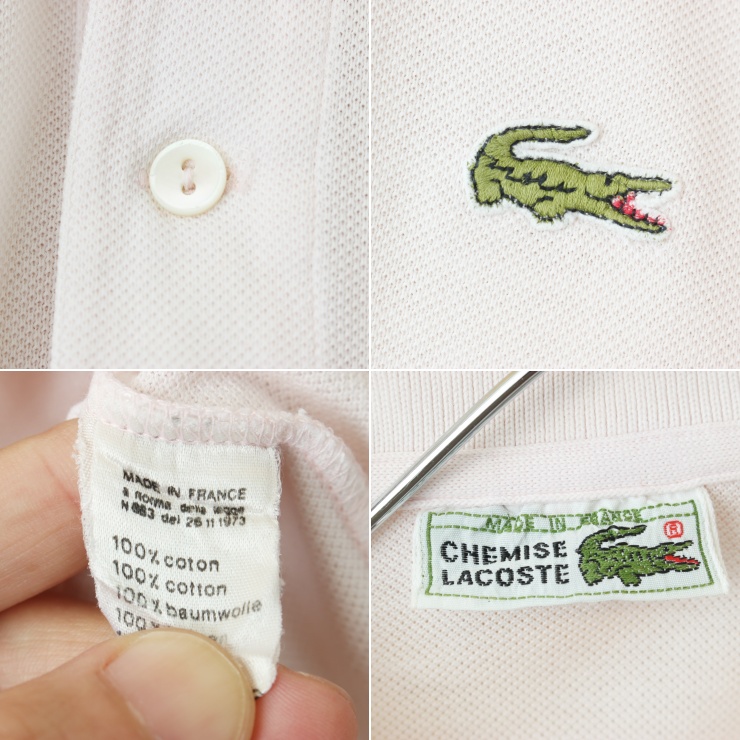 MADE IN FRANCE
a norma della legge
N 883 del 26 11 1973
100% coton
100% cotton
100% baumwolle
100%
MADE IN FRANCE
CHEMISE
LACOSTE
®